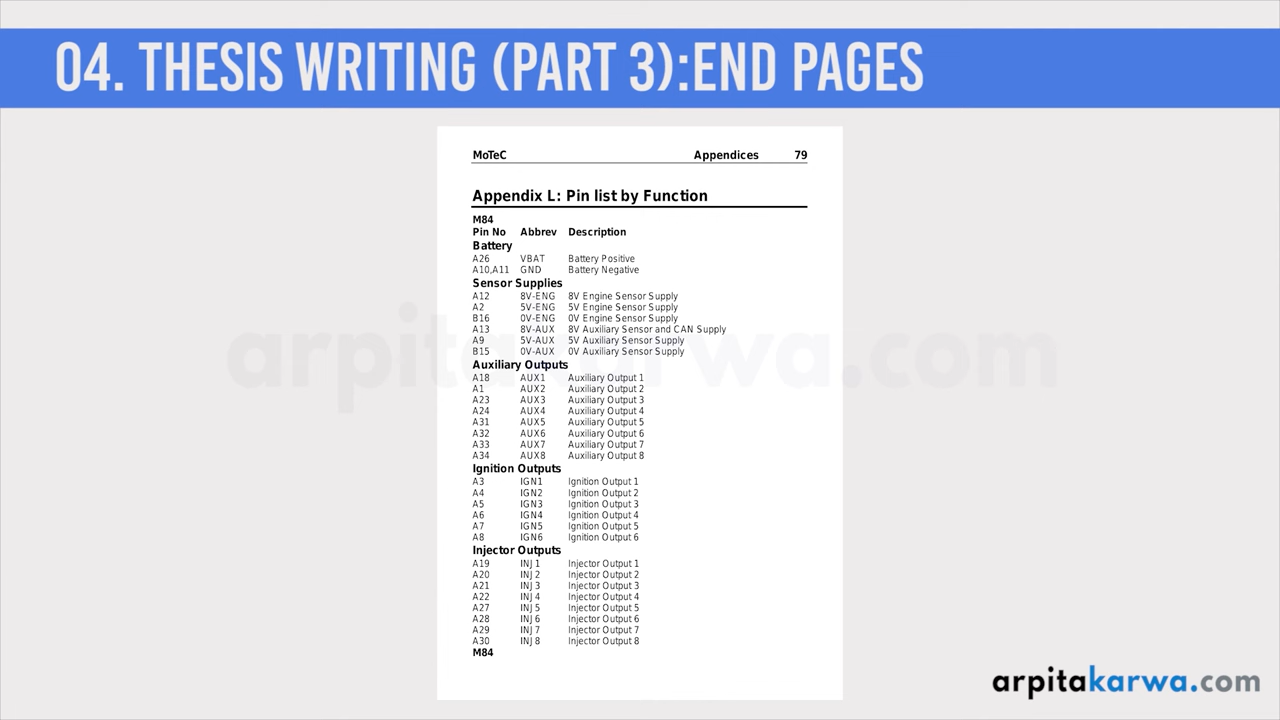 04. THESIS WRITING (PART 3):END PAGES
MoTeC Appendices 79
Appendix L: Pin list by Function
M84
Pin No Abbrev Description
Battery
A26 VBAT Battery Positive
A10,A11 GND Battery Negative
Sensor Supplies
A12 8V-ENG 8V Engine Sensor Supply
A2 5V-ENG 5V Engine Sensor Supply
B16 0V-ENG 0V Engine Sensor Supply
A13 8V-AUX 8V Auxiliary Sensor and CAN Supply
A9 5V-AUX 5V Auxiliary Sensor Supply
B15 0V-AUX 0V Auxiliary Sensor Supply
Auxiliary Outputs
A18 AUX1 Auxiliary Output 1
A1 AUX2 Auxiliary Output 2
A23 AUX3 Auxiliary Output 3
A24 AUX4 Auxiliary Output 4
A31 AUX5 Auxiliary Output 5
A32 AUX6 Auxiliary Output 6
A33 AUX7 Auxiliary Output 7
A34 AUX8 Auxiliary Output 8
Ignition Outputs
A3 IGN1 Ignition Output 1
A4 IGN2 Ignition Output 2
A5 IGN3 Ignition Output 3
A6 IGN4 Ignition Output 4
A7 IGN5 Ignition Output 5
A8 IGN6 Ignition Output 6
Injector Outputs
A19 INJ1 Injector Output 1
A20 INJ2 Injector Output 2
A21 INJ3 Injector Output 3
A22 INJ4 Injector Output 4
A27 INJ5 Injector Output 5
A28 INJ6 Injector Output 6
A29 INJ7 Injector Output 7
A30 INJ8 Injector Output 8
M84
arpitakarwa.com
arpitakarwa.com